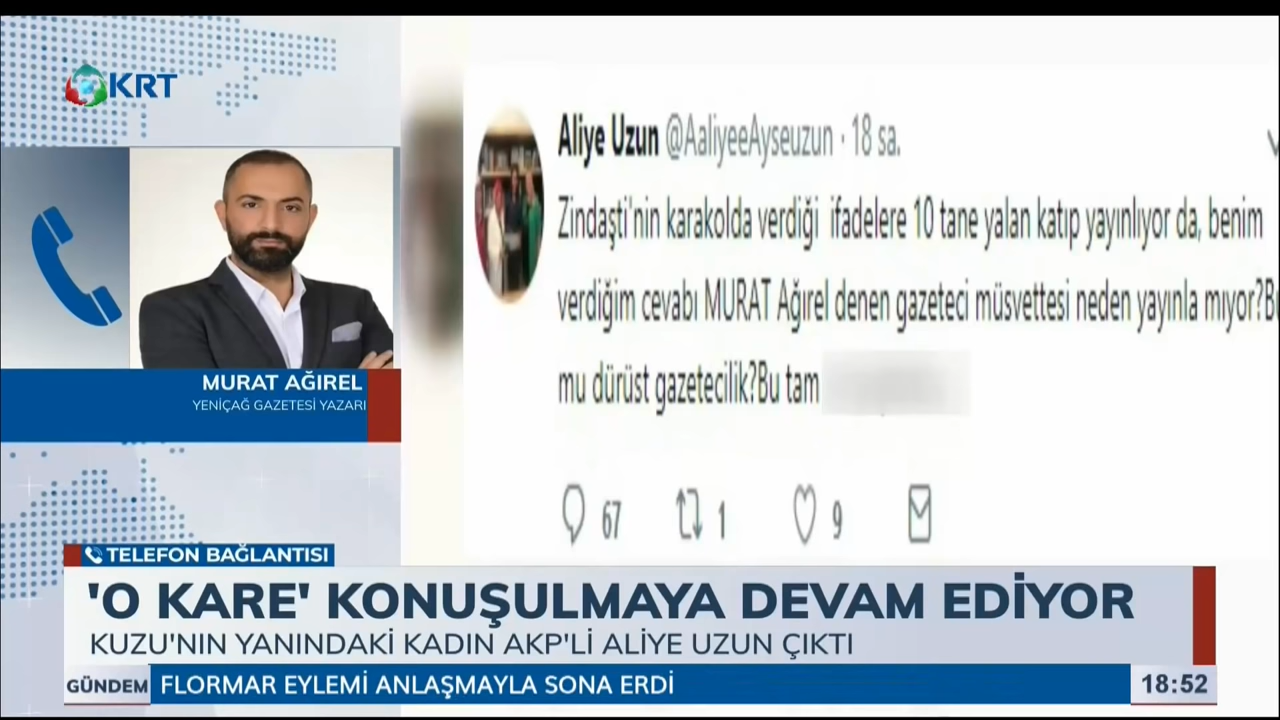 KRT
Aliye Uzun @AaliyeeAyseuzun · 18 sa.
Zindaşti'nin karakolda verdiği ifadelere 10 tane yalan katıp yayınlıyor da, benim
verdiğim cevabı MURAT Ağırel denen gazeteci müsvettesi neden yayınla mıyor?B
mu dürüst gazetecilik?Bu tam
67 1 9
MURAT AĞIREL
YENİÇAĞ GAZETESİ YAZARI
TELEFON BAĞLANTISI
'O KARE' KONUŞULMAYA DEVAM EDİYOR
KUZU'NIN YANINDAKİ KADIN AKP'Lİ ALİYE UZUN ÇIKTI
GÜNDEM FLORMAR EYLEMİ ANLAŞMAYLA SONA ERDİ 18:52